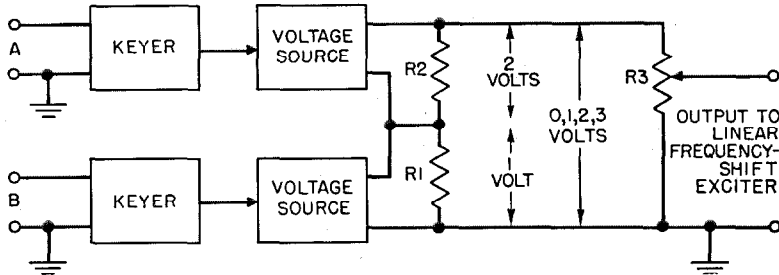 A
KEYER
VOLTAGE
SOURCE
R2
2
VOLTS
0,1,2,3
VOLTS
R3
R1
1
VOLT
OUTPUT TO
LINEAR
FREQUENCY-
SHIFT
EXCITER
B
KEYER
VOLTAGE
SOURCE